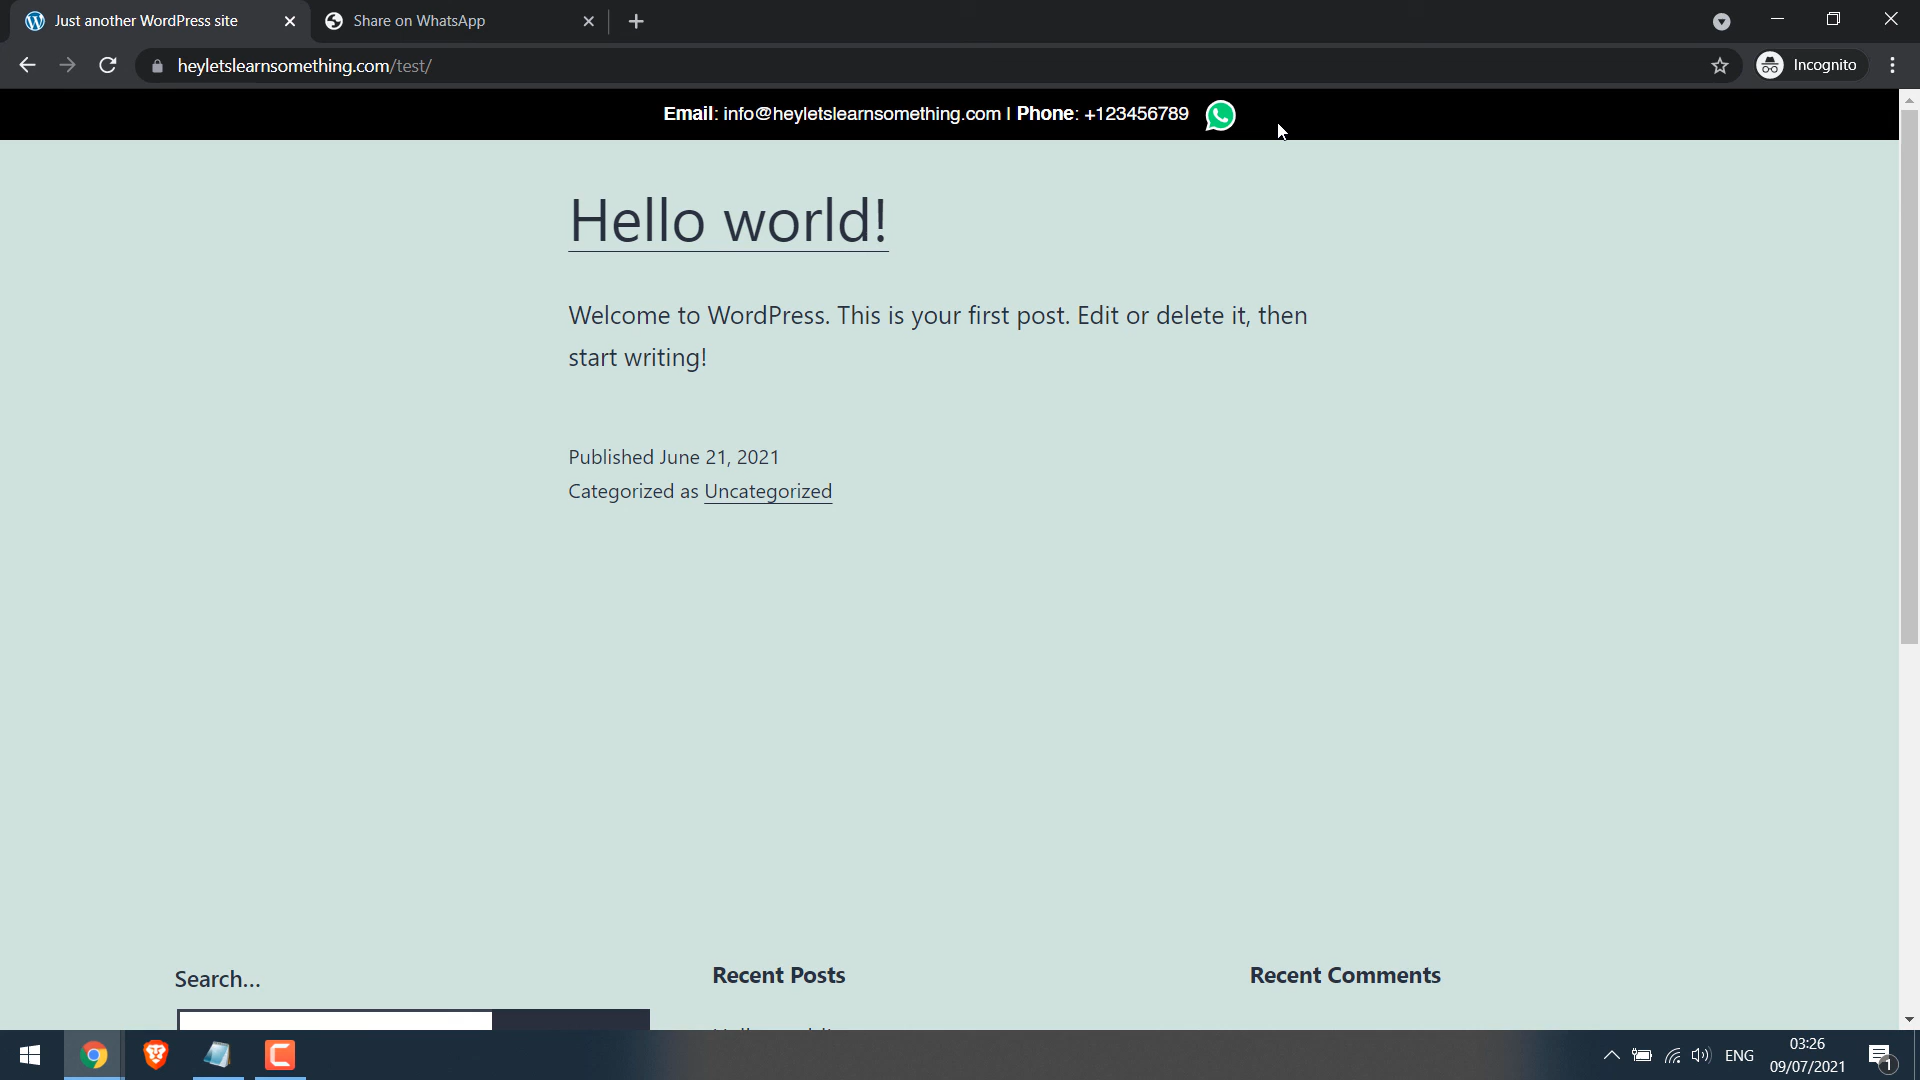 Just another WordPress site
Share on WhatsApp
heyletslearnsomething.com/test/
Incognito
Email: info@heyletslearnsomething.com | Phone: +123456789
Hello world!
Welcome to WordPress. This is your first post. Edit or delete it, then
start writing!
Published June 21, 2021
Categorized as Uncategorized
Search…
Recent Posts
Recent Comments
ENG
03:26
09/07/2021
1